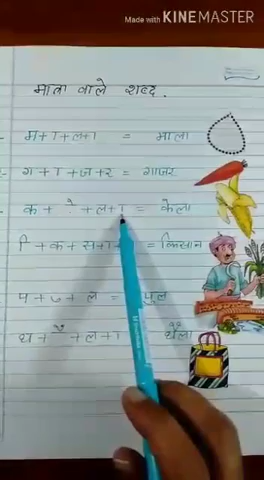 Made with KINEMASTER
मात्रा वाले शब्द.
म+ा+ल+ा = माला
ग+ा+ज+र = गाजर
क+े+ल+ा = केला
ि+क+स+ा+ = किसान
प+ु+ल = पुल
थ+ै+ल+ा थैला